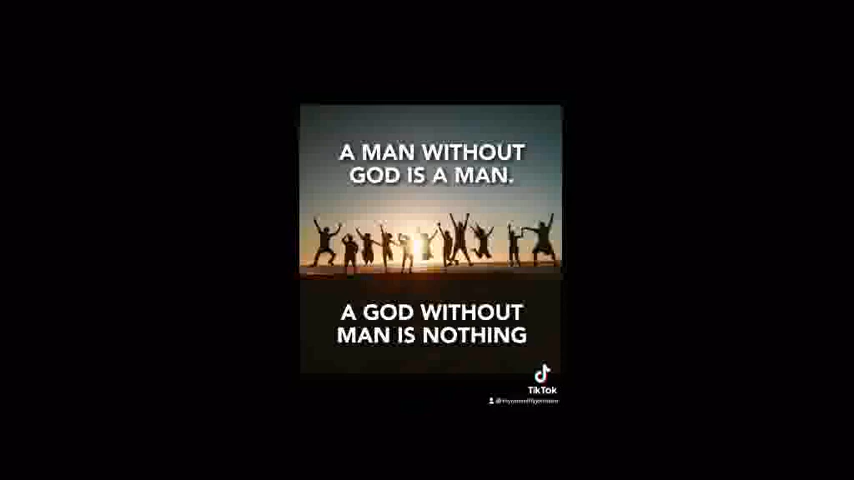 A MAN WITHOUT
GOD IS A MAN.
A GOD WITHOUT
MAN IS NOTHING
TikTok